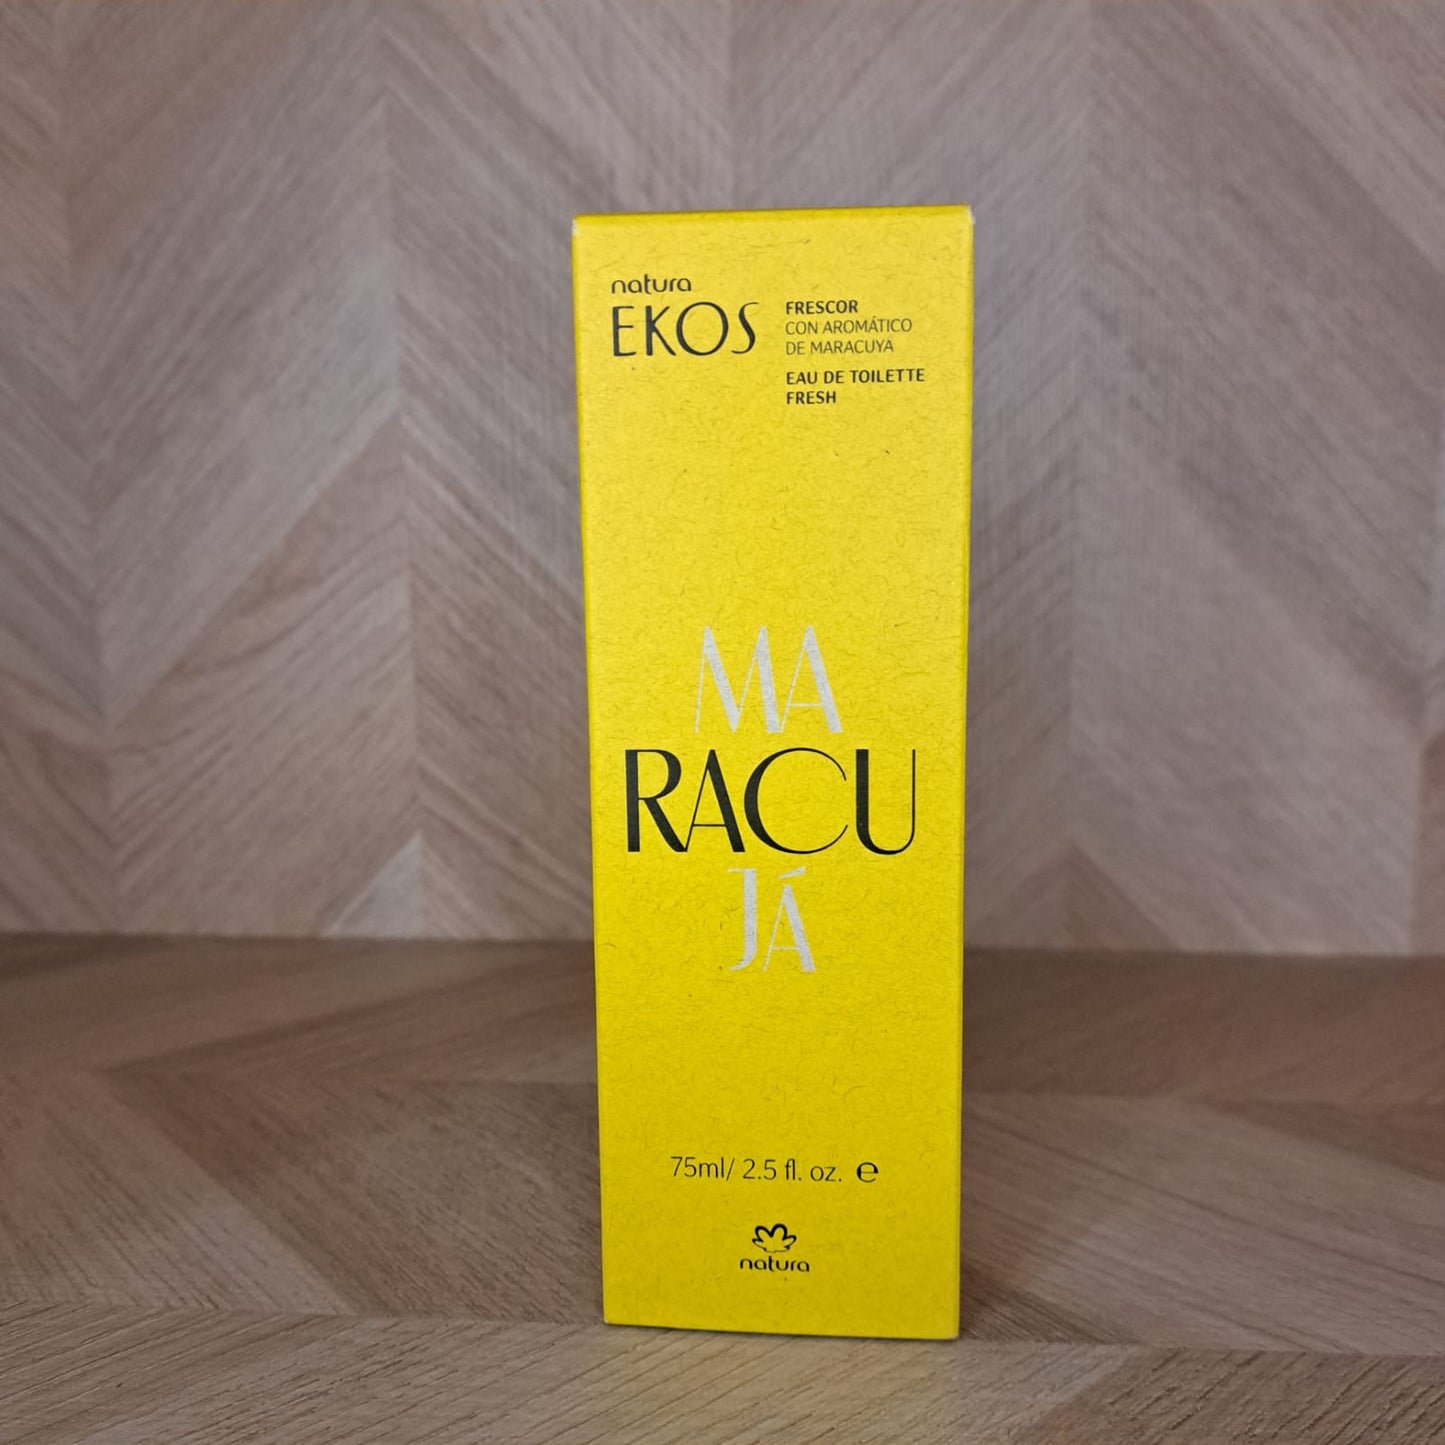 natura
EKOS
FRESCOR
CON AROMÁTICO
DE MARACUYA
EAU DE TOILETTE
FRESH
MA
RACU
JÁ
75ml/ 2.5 fl. oz. ℮
natura